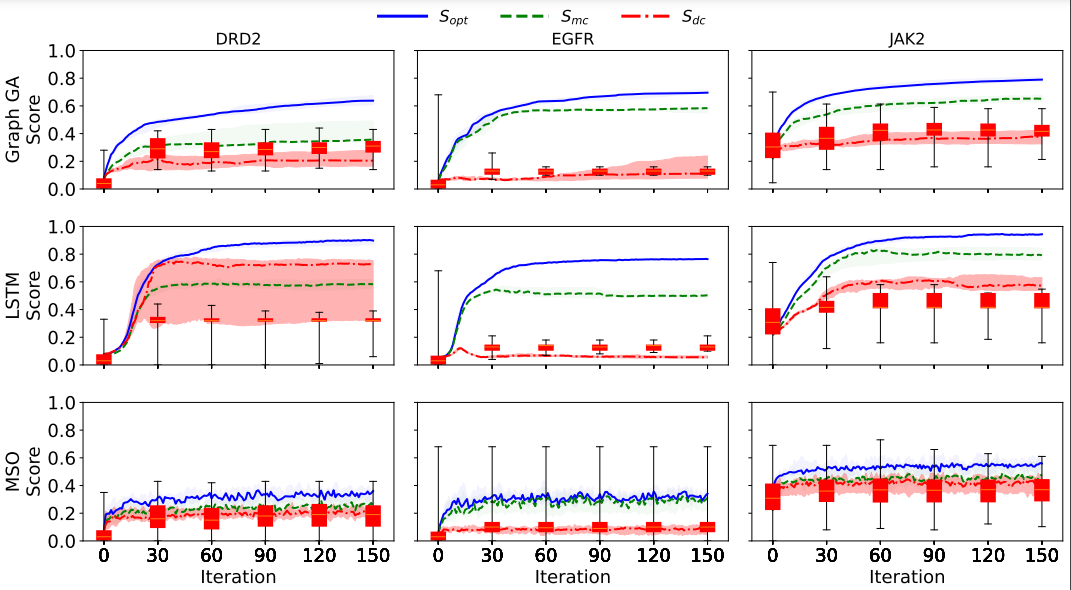 S_opt S_mc S_dc
DRD2 EGFR JAK2
Graph GA
Score
1.0
0.8
0.6
0.4
0.2
0.0
LSTM
Score
1.0
0.8
0.6
0.4
0.2
0.0
MSO
Score
1.0
0.8
0.6
0.4
0.2
0.0
0 30 60 90 120 150 0 30 60 90 120 150 0 30 60 90 120 150
Iteration Iteration Iteration